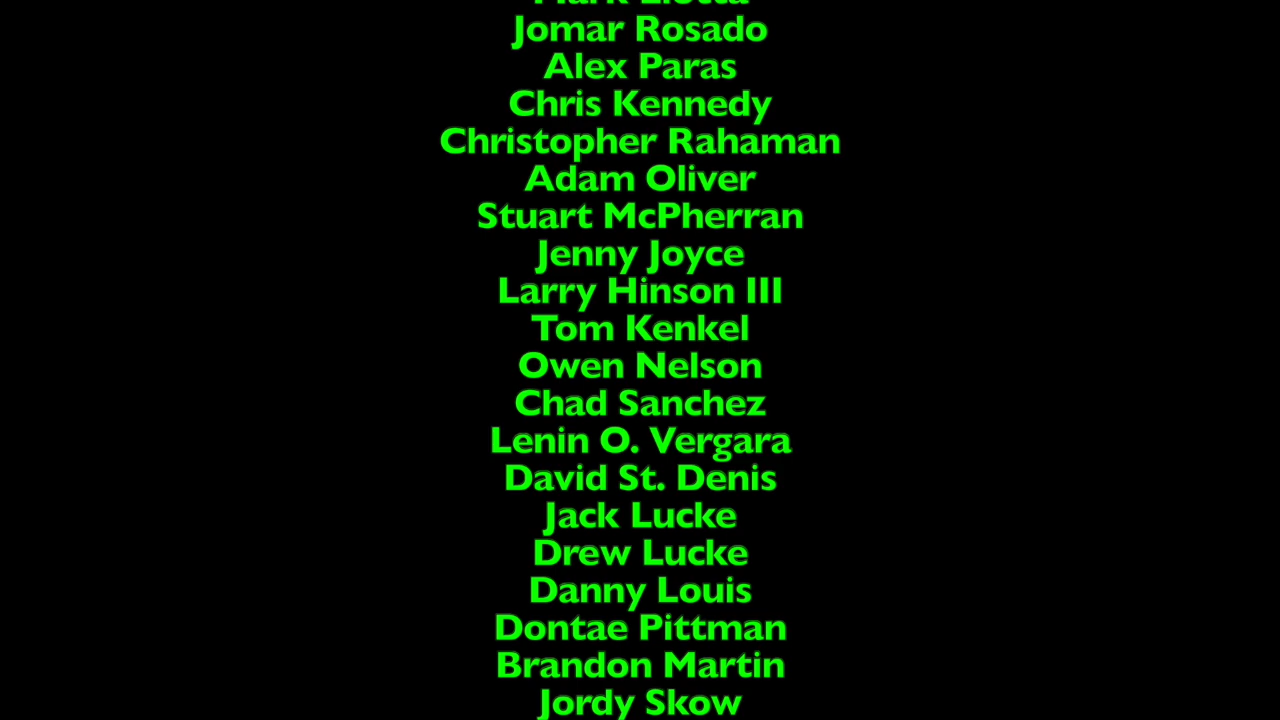 Jomar Rosado
Alex Paras
Chris Kennedy
Christopher Rahaman
Adam Oliver
Stuart McPherran
Jenny Joyce
Larry Hinson III
Tom Kenkel
Owen Nelson
Chad Sanchez
Lenin O. Vergara
David St. Denis
Jack Lucke
Drew Lucke
Danny Louis
Dontae Pittman
Brandon Martin
Jordy Skow